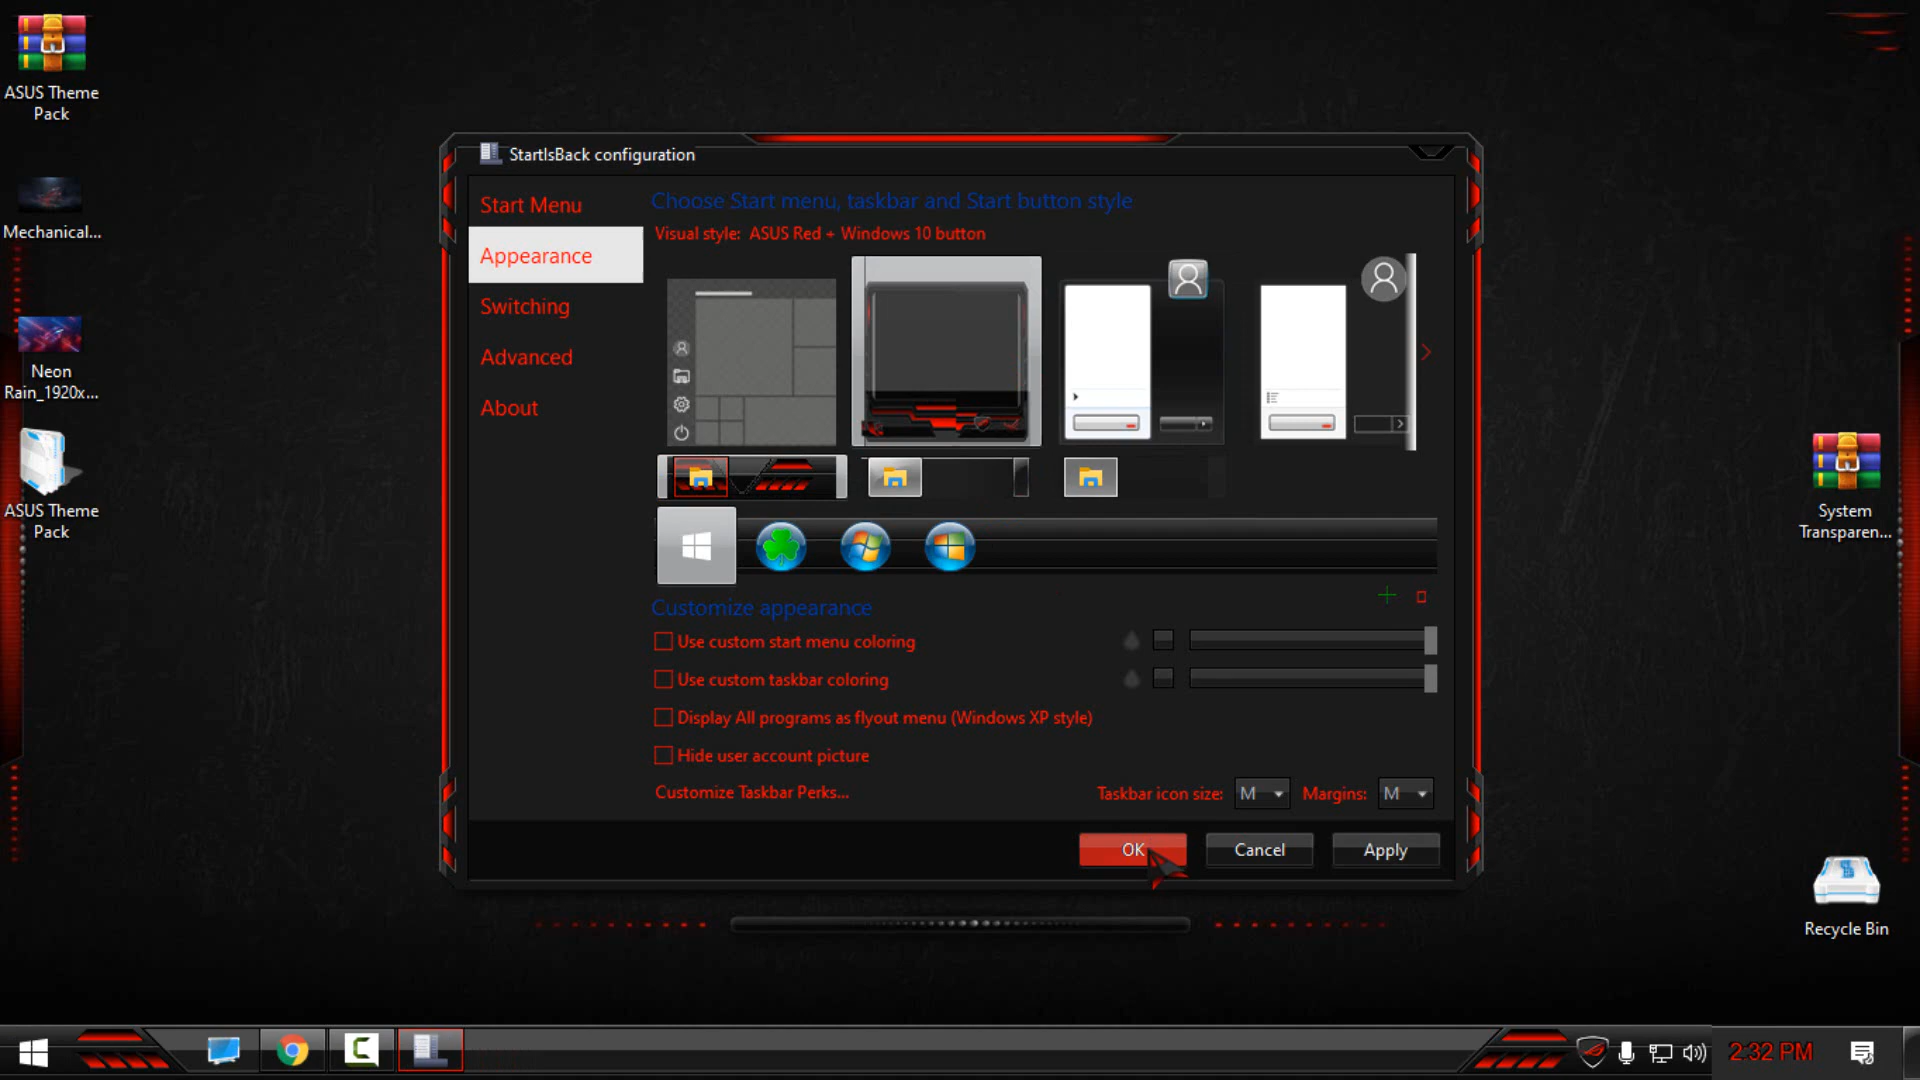 ASUS Theme
Pack
Mechanical...
Neon
Rain_1920x...
ASUS Theme
Pack
StartIsBack configuration
Start Menu
Appearance
Switching
Advanced
About
Choose Start menu, taskbar and Start button style
Visual style: ASUS Red + Windows 10 button
Customize appearance
Use custom start menu coloring
Use custom taskbar coloring
Display All programs as flyout menu (Windows XP style)
Hide user account picture
Customize Taskbar Perks...
Taskbar icon size: M
Margins: M
OK
Cancel
Apply
System
Transparen...
Recycle Bin
2:32 PM